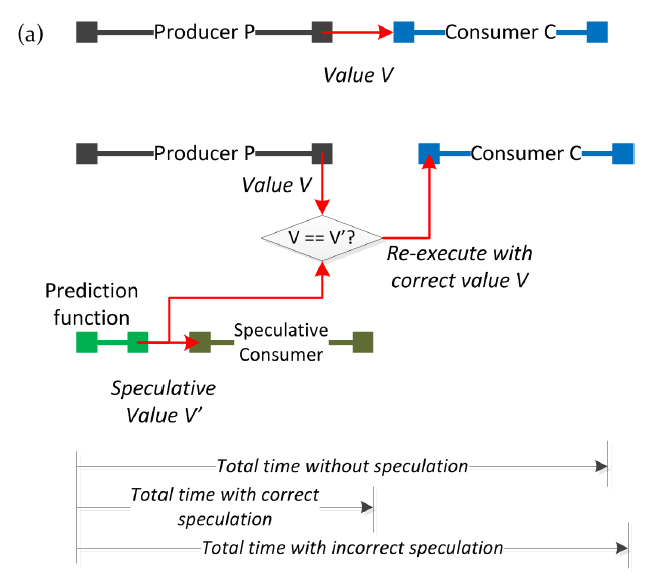 (a)
Producer P
Consumer C
Value V
Producer P
Consumer C
Value V
V == V’?
Re-execute with
correct value V
Prediction
function
Speculative
Consumer
Speculative
Value V’
Total time without speculation
Total time with correct
speculation
Total time with incorrect speculation